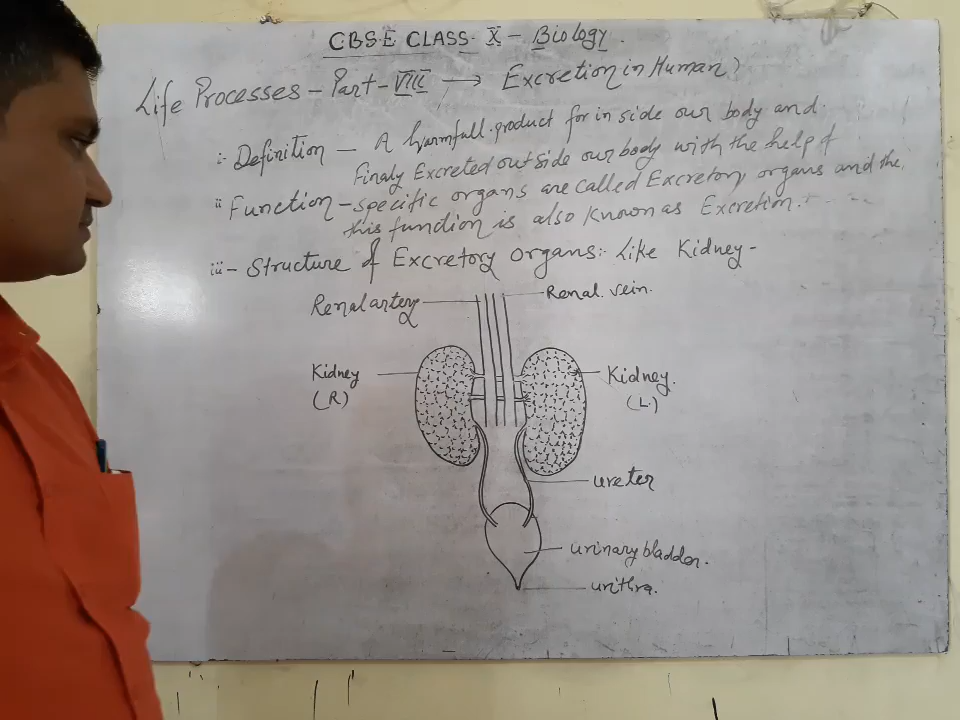 CBSE CLASS X - Biology.
Life Processes - Part - VIII → Excretion in Human?
i:- Definition - A harmfull product for in side our body and
finaly Excreted outside our body with the help of
ii Function - specific organs are called Excretory organs and the
this function is also known as Excretion.
iii - Structure of Excretory organs:- Like Kidney -
Renal artery
Renal vein.
Kidney
(R)
Kidney.
(L)
ureter
urinary bladder.
urithra.